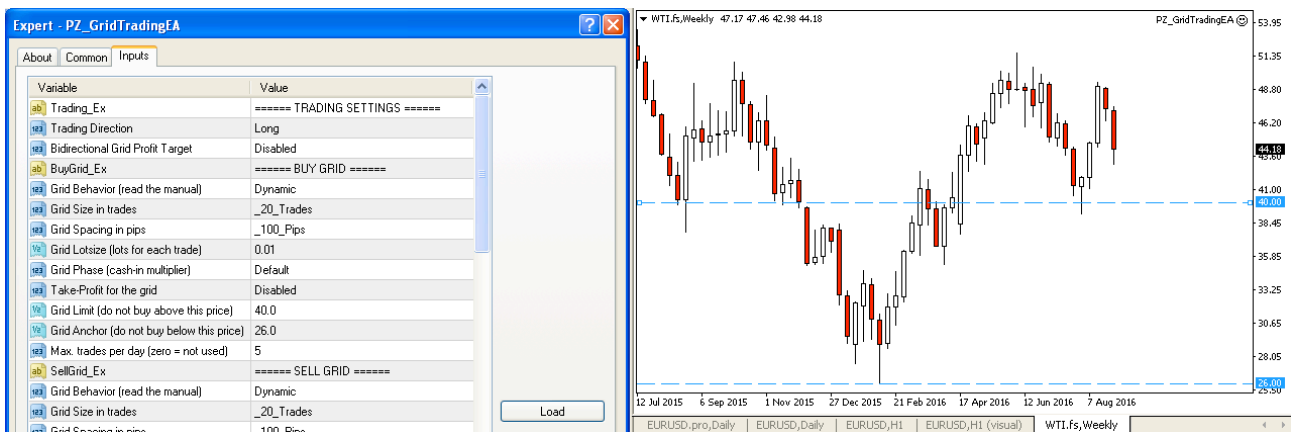 Expert - PZ_GridTradingEA
About Common Inputs
Variable Value
Trading_Ex ====== TRADING SETTINGS ======
Trading Direction Long
Bidirectional Grid Profit Target Disabled
BuyGrid_Ex ====== BUY GRID ======
Grid Behavior (read the manual) Dynamic
Grid Size in trades _20_Trades
Grid Spacing in pips _100_Pips
Grid Lotsize (lots for each trade) 0.01
Grid Phase (cash-in multiplier) Default
Take-Profit for the grid Disabled
Grid Limit (do not buy above this price) 40.0
Grid Anchor (do not buy below this price) 26.0
Max. trades per day (zero = not used) 5
SellGrid_Ex ====== SELL GRID ======
Grid Behavior (read the manual) Dynamic
Grid Size in trades _20_Trades
Grid Spacing in pips _100_Pips
Load
WTI.fs,Weekly 47.17 47.46 42.98 44.18
PZ_GridTradingEA
53.95
51.35
48.80
46.20
44.18
43.60
41.00
40.00
38.45
35.85
33.25
30.65
28.05
26.00
25.50
12 Jul 2015 6 Sep 2015 1 Nov 2015 27 Dec 2015 21 Feb 2016 17 Apr 2016 12 Jun 2016 7 Aug 2016
EURUSD.pro,Daily EURUSD,Daily EURUSD,H1 EURUSD,H1 (visual) WTI.fs,Weekly